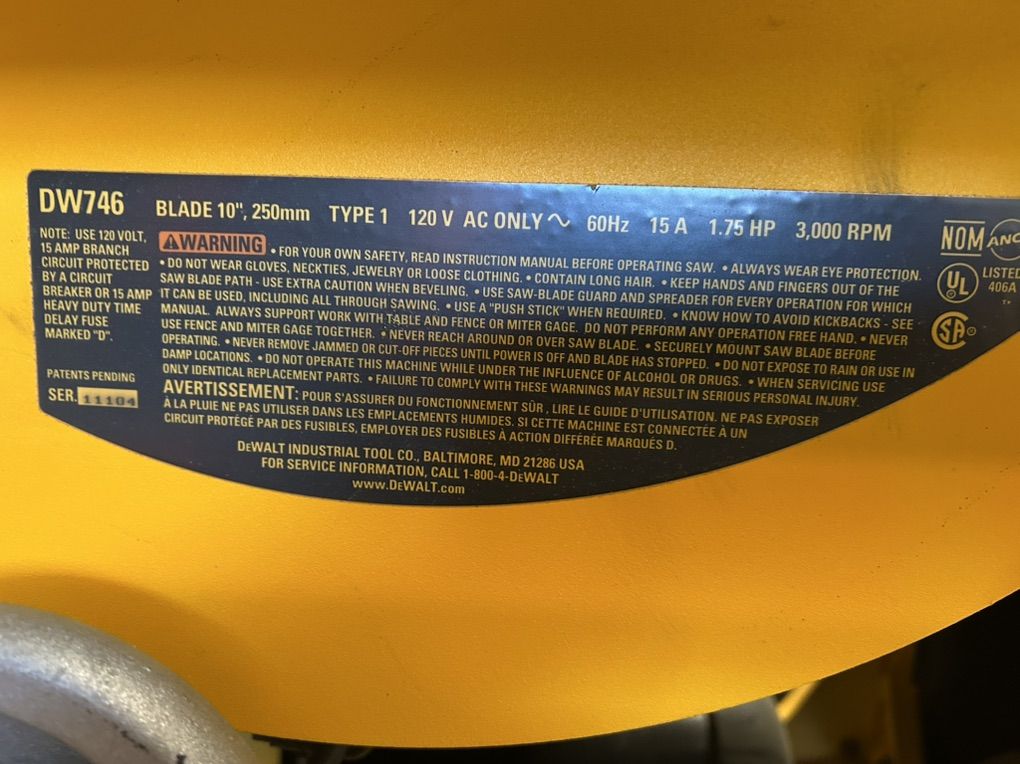 DW746 BLADE 10", 250mm TYPE 1 120 V AC ONLY ∿ 60Hz 15 A 1.75 HP 3,000 RPM
NOTE: USE 120 VOLT,
15 AMP BRANCH
CIRCUIT PROTECTED
BY A CIRCUIT
BREAKER OR 15 AMP
HEAVY DUTY TIME
DELAY FUSE
MARKED "D".
PATENTS PENDING
SER. 11104
⚠WARNING • FOR YOUR OWN SAFETY, READ INSTRUCTION MANUAL BEFORE OPERATING SAW. • ALWAYS WEAR EYE PROTECTION.
• DO NOT WEAR GLOVES, NECKTIES, JEWELRY OR LOOSE CLOTHING. • CONTAIN LONG HAIR. • KEEP HANDS AND FINGERS OUT OF THE
SAW BLADE PATH - USE EXTRA CAUTION WHEN BEVELING. • USE SAW-BLADE GUARD AND SPREADER FOR EVERY OPERATION FOR WHICH
IT CAN BE USED, INCLUDING ALL THROUGH SAWING. • USE A "PUSH STICK" WHEN REQUIRED. • KNOW HOW TO AVOID KICKBACKS - SEE
MANUAL. ALWAYS SUPPORT WORK WITH TABLE AND FENCE OR MITER GAGE. DO NOT PERFORM ANY OPERATION FREE HAND. • NEVER
USE FENCE AND MITER GAGE TOGETHER. • NEVER REACH AROUND OR OVER SAW BLADE. • SECURELY MOUNT SAW BLADE BEFORE
OPERATING. • NEVER REMOVE JAMMED OR CUT-OFF PIECES UNTIL POWER IS OFF AND BLADE HAS STOPPED. • DO NOT EXPOSE TO RAIN OR USE IN
DAMP LOCATIONS. • DO NOT OPERATE THIS MACHINE WHILE UNDER THE INFLUENCE OF ALCOHOL OR DRUGS. • WHEN SERVICING USE
ONLY IDENTICAL REPLACEMENT PARTS. • FAILURE TO COMPLY WITH THESE WARNINGS MAY RESULT IN SERIOUS PERSONAL INJURY.
AVERTISSEMENT: POUR S'ASSURER DU FONCTIONNEMENT SÛR, LIRE LE GUIDE D'UTILISATION. NE PAS EXPOSER
À LA PLUIE NE PAS UTILISER DANS LES EMPLACEMENTS HUMIDES. SI CETTE MACHINE EST CONNECTÉE À UN
CIRCUIT PROTÉGÉ PAR DES FUSIBLES, EMPLOYER DES FUSIBLES À ACTION DIFFÉRÉE MARQUÉS D.
DEWALT INDUSTRIAL TOOL CO., BALTIMORE, MD 21286 USA
FOR SERVICE INFORMATION, CALL 1-800-4-DEWALT
www.DEWALT.com
NOM ANC
UL LISTED
406A
SA